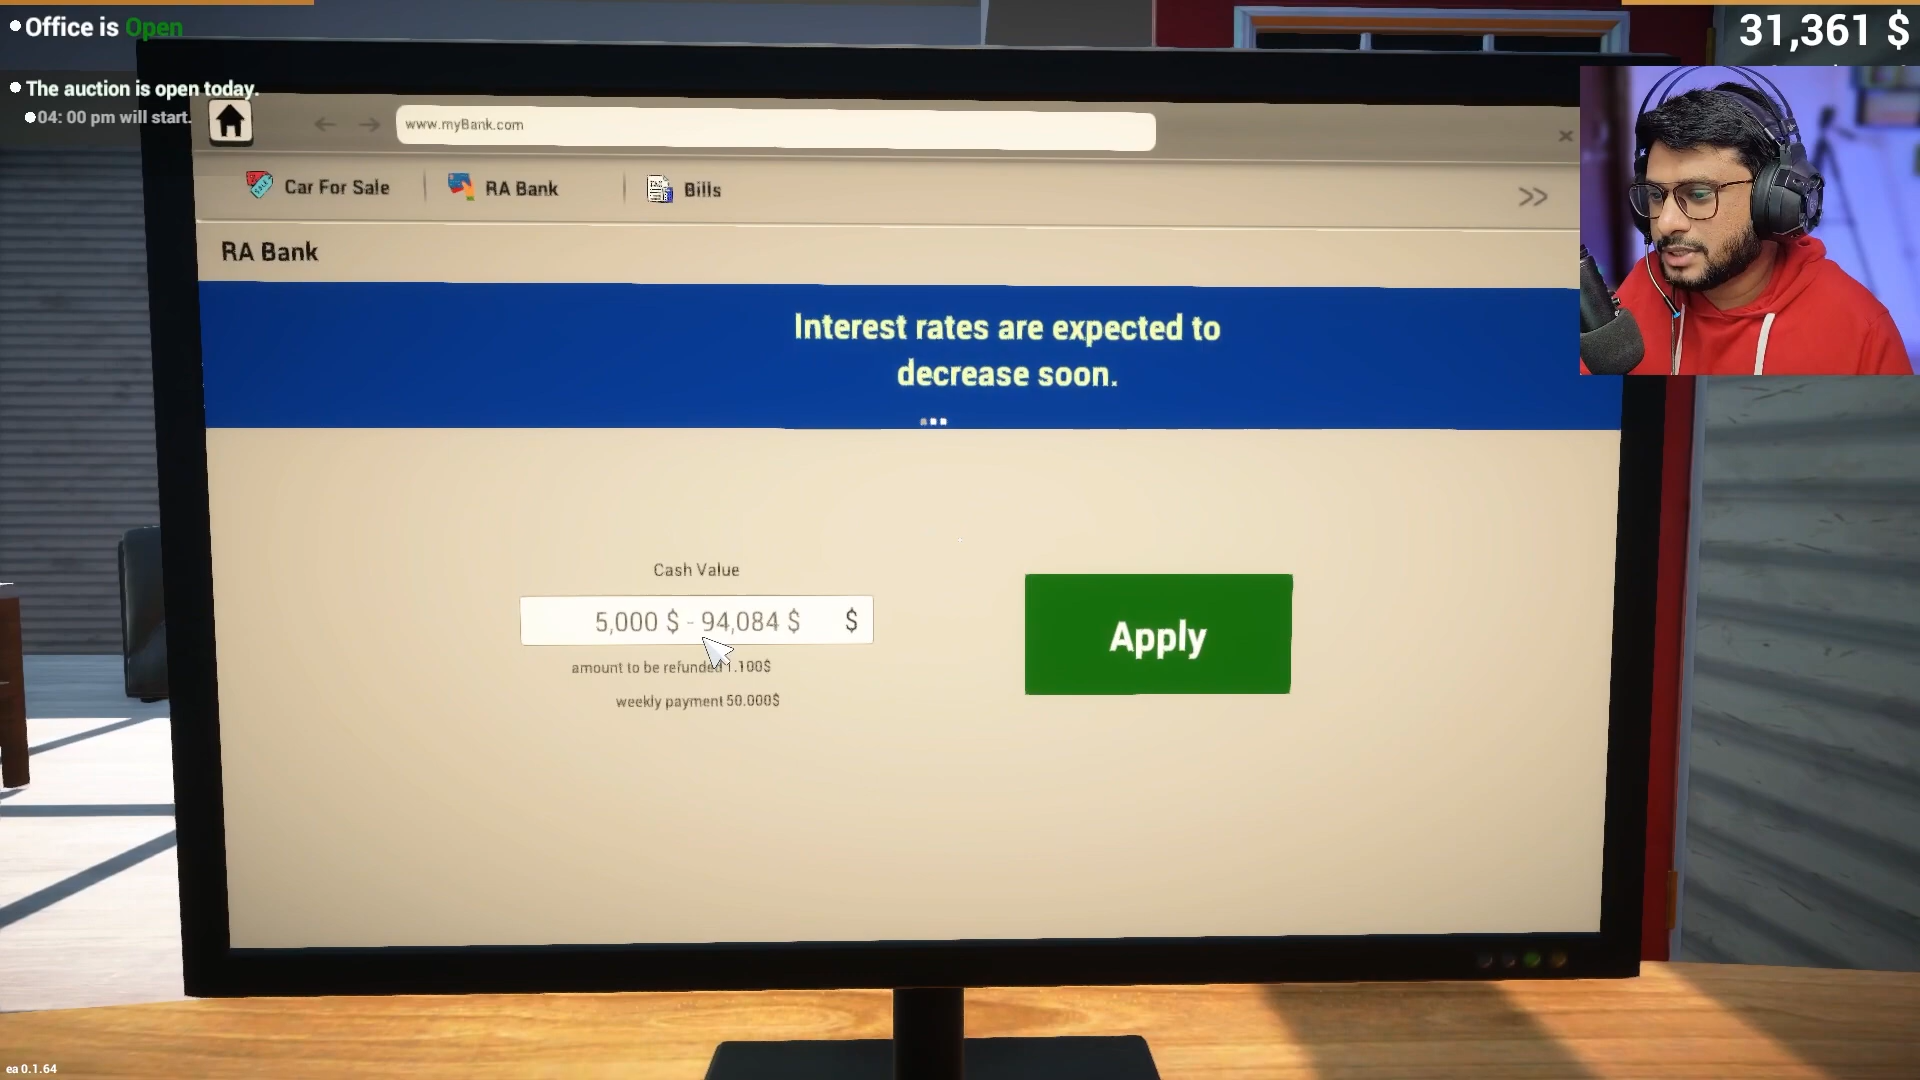 Office is Open
31,361 $
The auction is open today.
04: 00 pm will start.
www.myBank.com
Car For Sale
RA Bank
Bills
>>
RA Bank
Interest rates are expected to
decrease soon.
Cash Value
5,000 $ - 94,084 $ $
Apply
amount to be refunded 1.100$
weekly payment 50.000$
ea 0.1.64